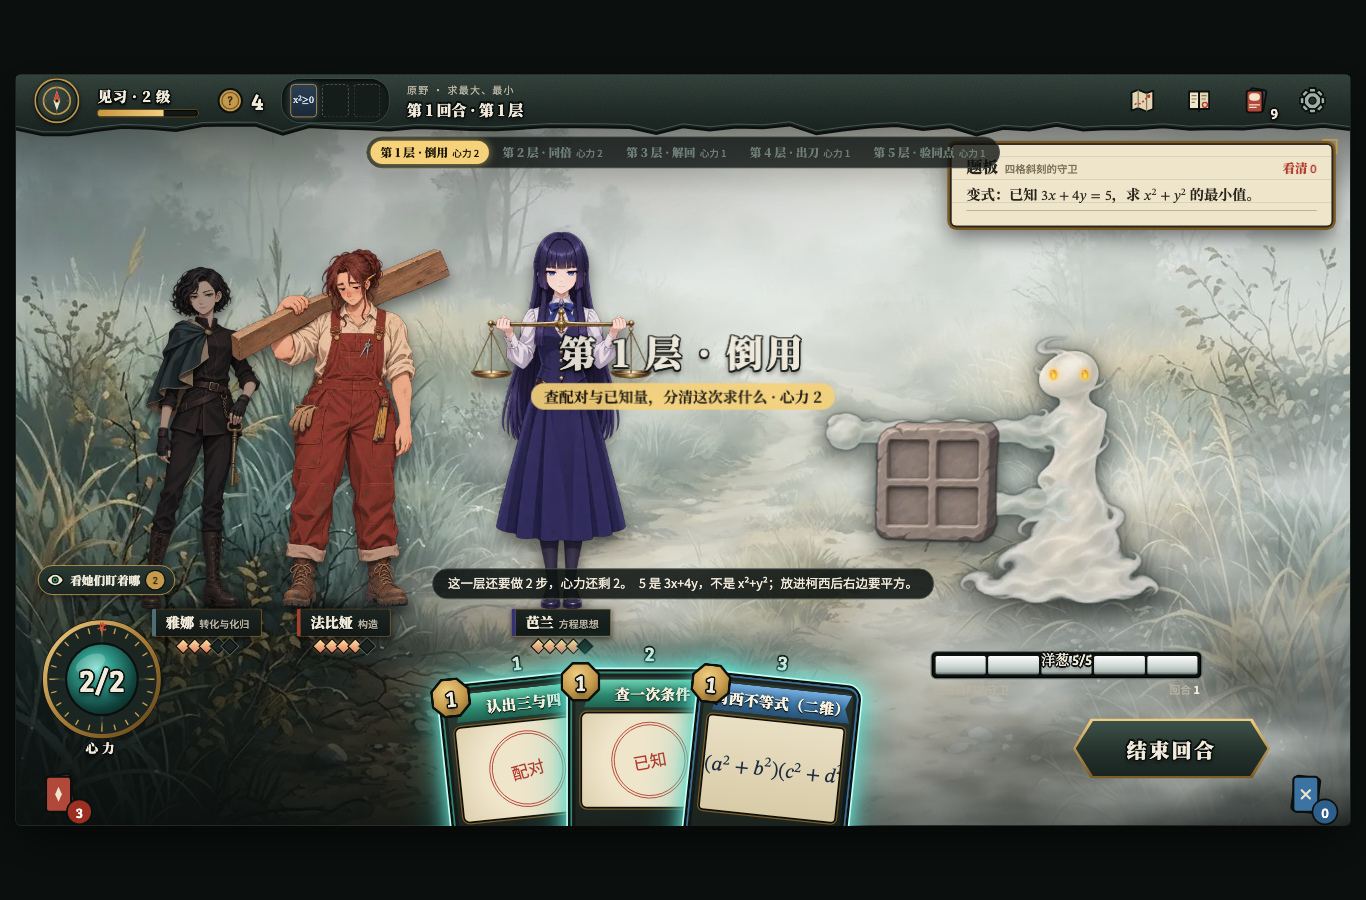 见习 · 2 级
? 4
x²≥0
原野 · 求最大、最小
第 1 回合 · 第 1 层
9
第 1 层 · 倒用 心力 2
第 2 层 · 同倍 心力 2
第 3 层 · 解回 心力 1
第 4 层 · 出刀 心力 1
第 5 层 · 验同点 心力 1
题板 四格斜刻的守卫 看清 0
变式：已知 3x + 4y = 5，求 x² + y² 的最小值。
第 1 层 · 倒用
查配对与已知量，分清这次求什么 · 心力 2
看她们盯着哪 2
这一层还要做 2 步，心力还剩 2。 5 是 3x+4y，不是 x²+y²；放进柯西后右边要平方。
雅娜 转化与化归
法比娅 构造
芭兰 方程思想
洋葱 5/5
回合 1
2/2
心力
3
1
1
认出三与四
配对
2
1
查一次条件
已知
3
1
西不等式（二维）
(a² + b²)(c² + d
结束回合
0